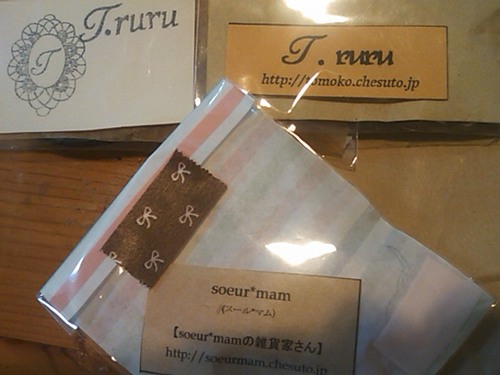 T.ruru
T
T. ruru
http://tomoko.chesuto.jp
soeur*mam
(スール*マム)
【soeur*mamの雑貨家さん】
http://soeurmam.chesuto.jp